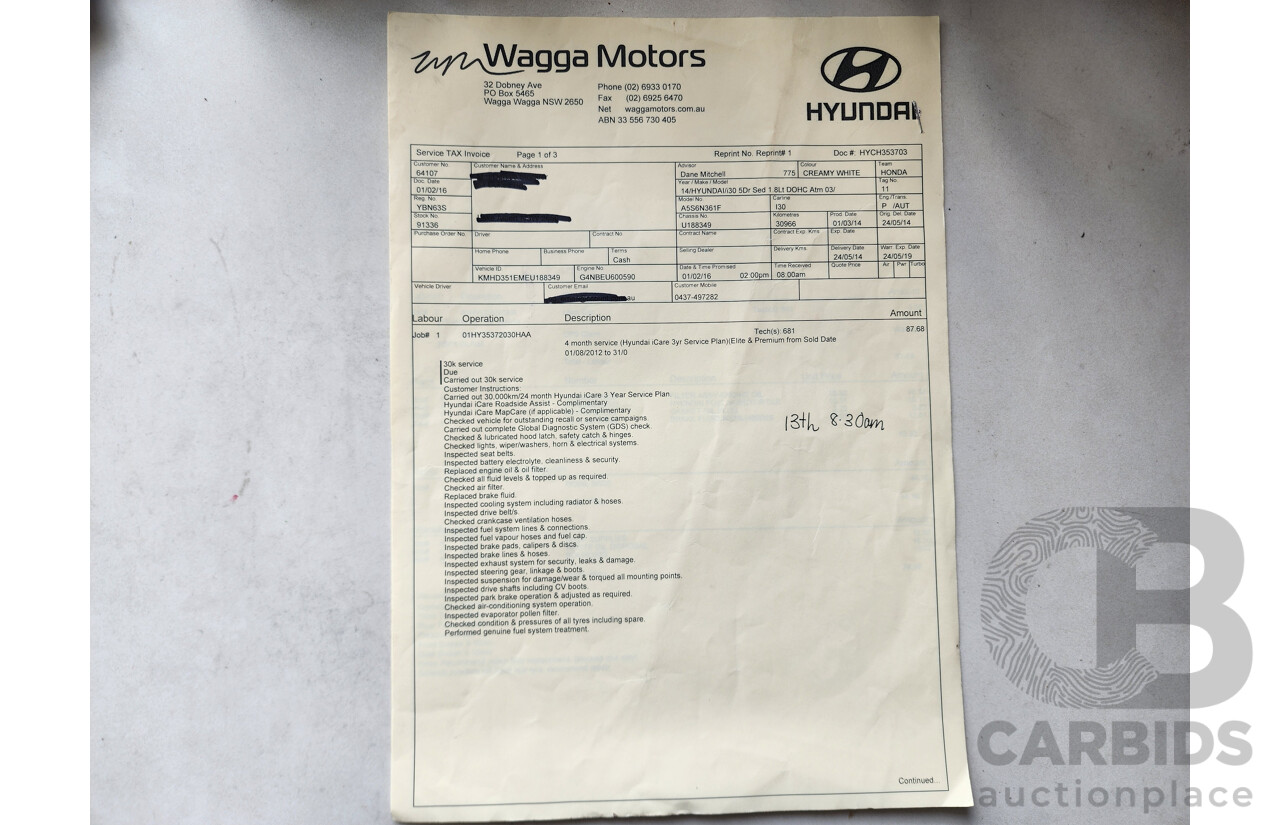 Wagga Motors
32 Dobney Ave
PO Box 5465
Wagga Wagga NSW 2650
Phone (02) 6933 0170
Fax (02) 6925 6470
Net waggamotors.com.au
ABN 33 556 730 405
HYUNDAI
Service TAX Invoice Page 1 of 3 Reprint No. Reprint# 1 Doc #: HYCH353703
Customer No. Customer Name & Address Advisor Colour Team
64107 Dane Mitchell 775 CREAMY WHITE HONDA
Doc. Date Year / Make / Model Tag No.
01/02/16 14/HYUNDAI/i30 5Dr Sed 1.8Lt DOHC Atm 03/ 11
Reg. No. Model No. Carline Eng./Trans.
YBN63S A5S6N361F I30 P /AUT
Stock No. Chassis No. Kilometres Prod. Date Orig. Del. Date
91336 U188349 30966 01/03/14 24/05/14
Purchase Order No. Driver Contract No. Contract Name Contract Exp. Kms Exp. Date
Home Phone Business Phone Terms Selling Dealer Delivery Kms. Delivery Date Warr. Exp. Date
Cash 24/05/14 24/05/19
Vehicle ID. Engine No. Date & Time Promised Time Received Quote Price Air Pwr Turbo
KMHD351EMEU188349 G4NBEU600590 01/02/16 02:00pm 08:00am
Vehicle Driver Customer Email Customer Mobile
au 0437-497282
Labour Operation Description Amount
Job# 1 01HY35372030HAA Tech(s): 681 87.68
4 month service (Hyundai iCare 3yr Service Plan)(Elite & Premium from Sold Date
01/08/2012 to 31/0
30k service
Due
Carried out 30k service
Customer Instructions:
Carried out 30,000km/24 month Hyundai iCare 3 Year Service Plan.
Hyundai iCare Roadside Assist - Complimentary
Hyundai iCare MapCare (if applicable) - Complimentary
Checked vehicle for outstanding recall or service campaigns.
Carried out complete Global Diagnostic System (GDS) check.
Checked & lubricated hood latch, safety catch & hinges.
Checked lights, wiper/washers, horn & electrical systems.
Inspected seat belts.
Inspected battery electrolyte, cleanliness & security.
Replaced engine oil & oil filter.
Checked all fluid levels & topped up as required.
Checked air filter.
Replaced brake fluid.
Inspected cooling system including radiator & hoses.
Inspected drive belt/s.
Checked crankcase ventilation hoses.
Inspected fuel system lines & connections.
Inspected fuel vapour hoses and fuel cap.
Inspected brake pads, calipers & discs.
Inspected brake lines & hoses.
Inspected exhaust system for security, leaks & damage.
Inspected steering gear, linkage & boots.
Inspected suspension for damage/wear & torqued all mounting points.
Inspected drive shafts including CV boots.
Inspected park brake operation & adjusted as required.
Checked air-conditioning system operation.
Inspected evaporator pollen filter.
Checked condition & pressures of all tyres including spare.
Performed genuine fuel system treatment.
13th 8.30am
Continued...
CB
CARBIDS
auctionplace